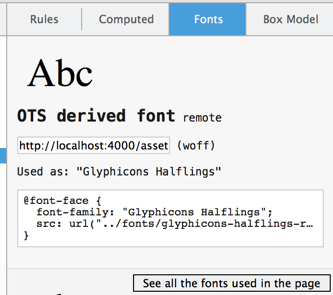 Rules Computed Fonts Box Model
Abc
OTS derived font remote
http://localhost:4000/asset (woff)
Used as: "Glyphicons Halflings"
@font-face {
font-family: "Glyphicons Halflings";
src: url("../fonts/glyphicons-halflings-r…
}
See all the fonts used in the page